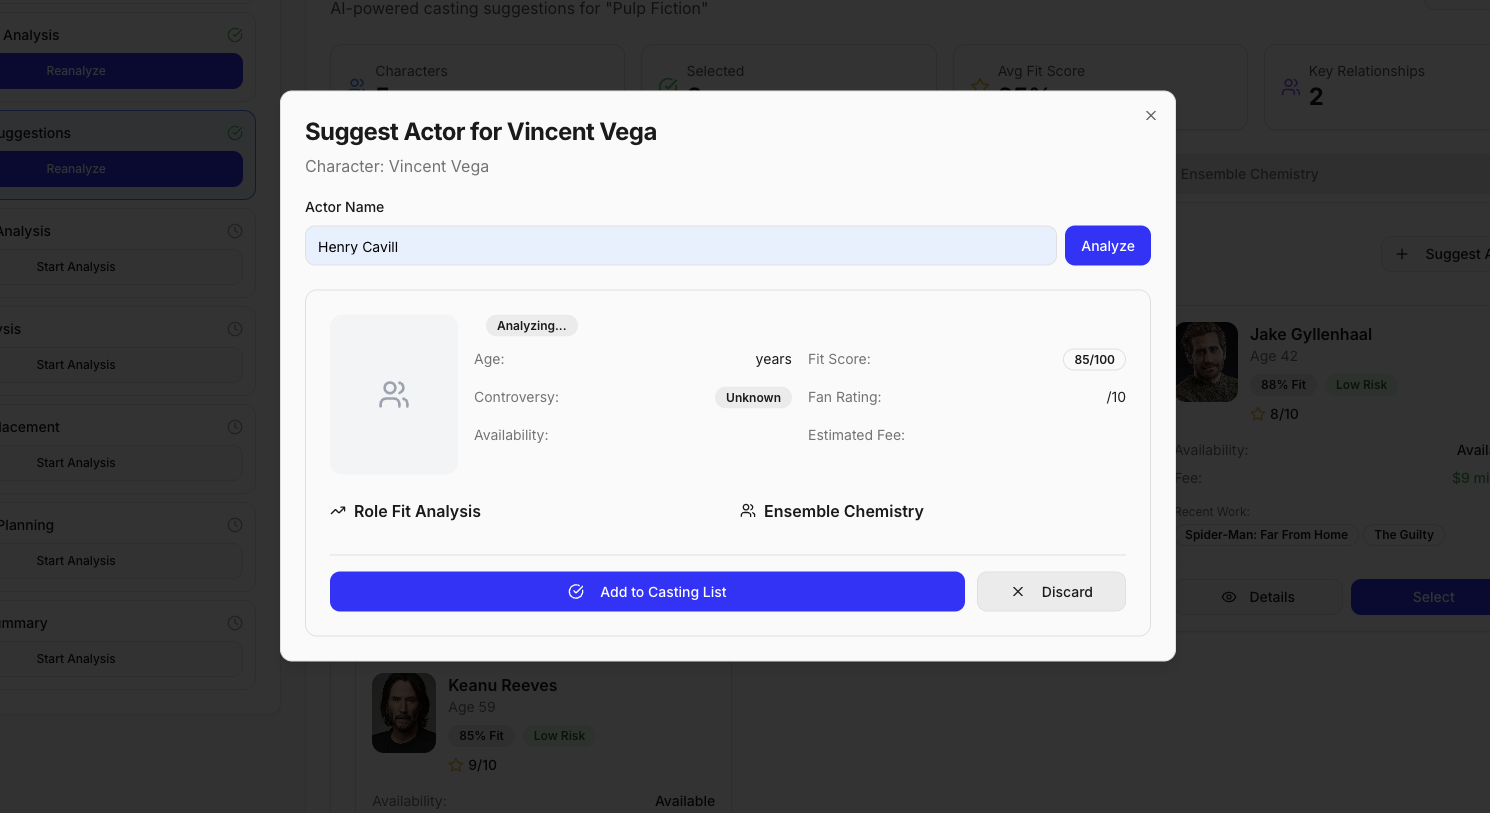 AI-powered casting suggestions for "Pulp Fiction"
Analysis
Reanalyze
uggestions
Reanalyze
Analysis
Start Analysis
sis
Start Analysis
lacement
Start Analysis
Planning
Start Analysis
mmary
Start Analysis
Characters
Selected
Avg Fit Score
Key Relationships
2
Ensemble Chemistry
Suggest A
Suggest Actor for Vincent Vega
Character: Vincent Vega
Actor Name
Henry Cavill
Analyze
Analyzing...
Age: years
Fit Score: 85/100
Controversy: Unknown
Fan Rating: /10
Availability:
Estimated Fee:
Role Fit Analysis
Ensemble Chemistry
Add to Casting List
Discard
Jake Gyllenhaal
Age 42
88% Fit Low Risk
8/10
Availability: Avail
Fee: $9 mi
Recent Work:
Spider-Man: Far From Home The Guilty
Details Select
Keanu Reeves
Age 59
85% Fit Low Risk
9/10
Availability: Available